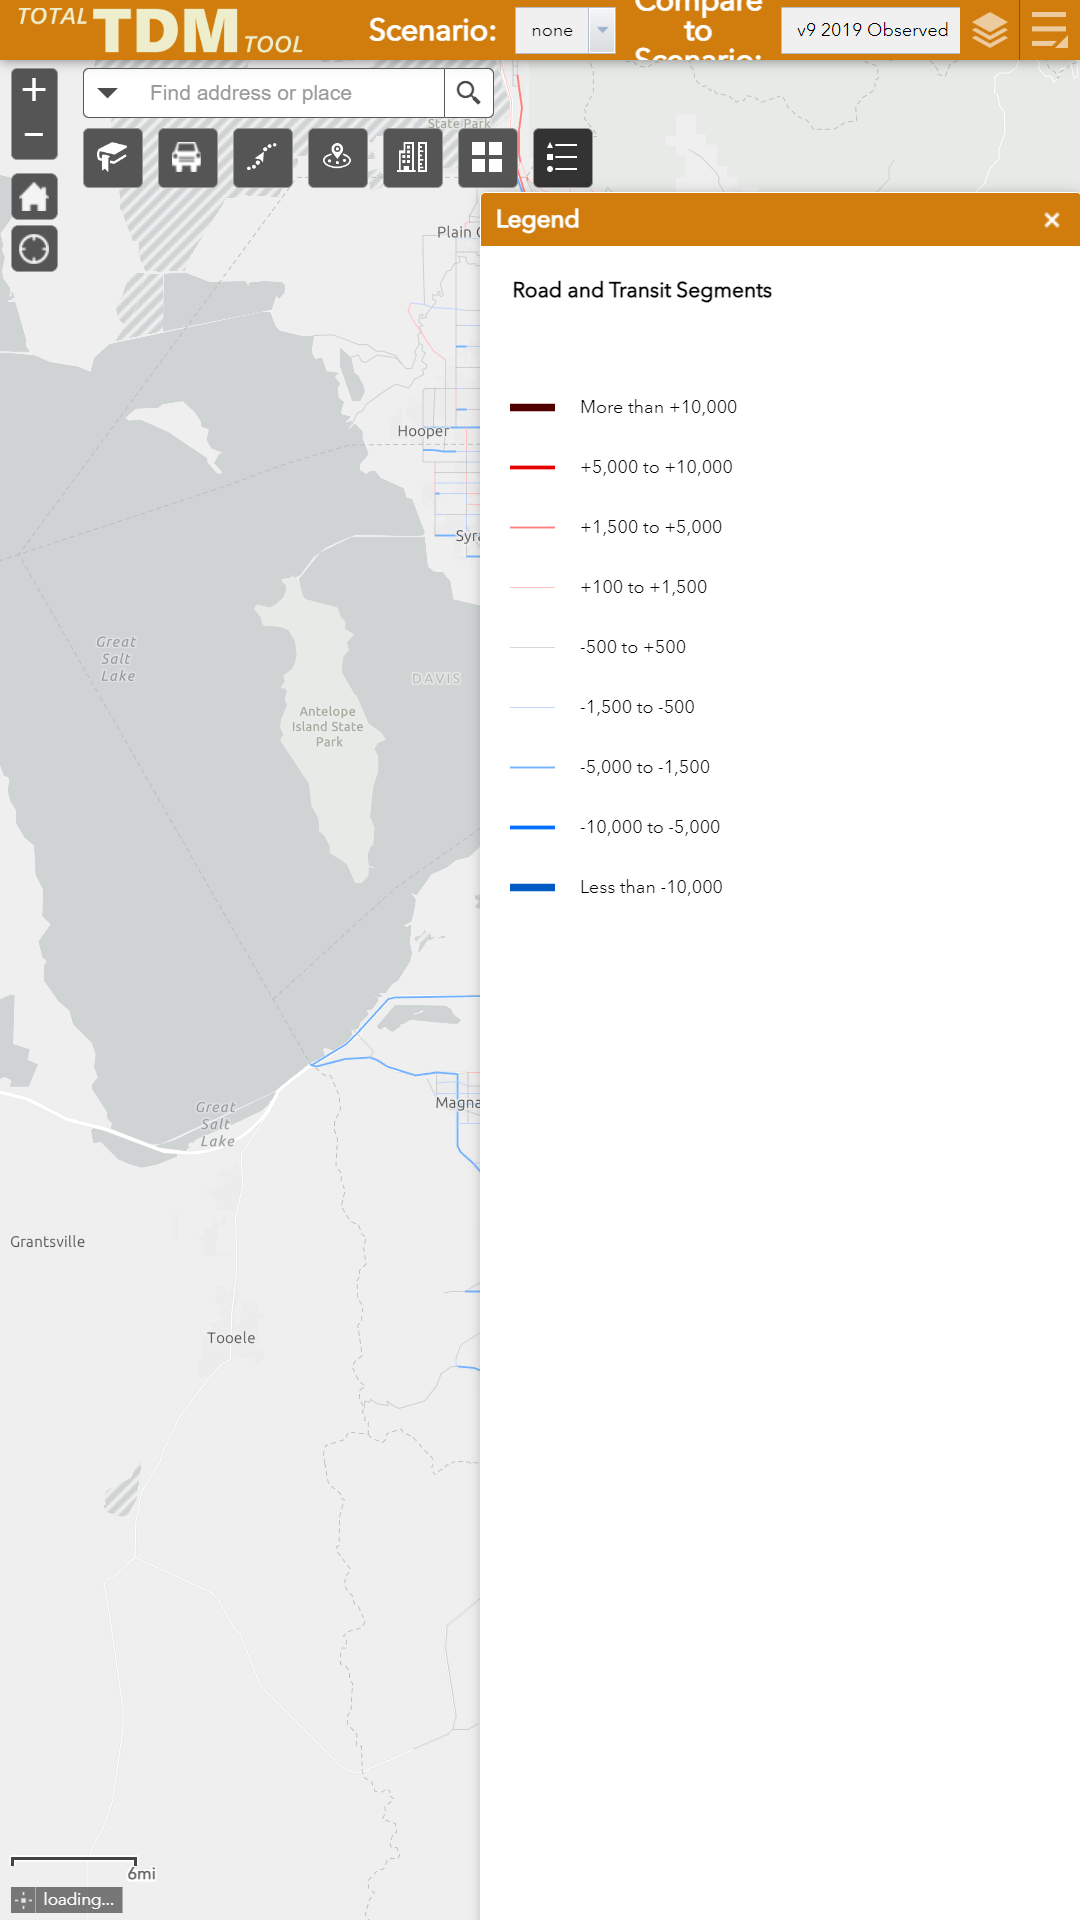 TOTAL TDM TOOL
Scenario:
none
Compare
to
Scenario:
v9 2019 Observed
Find address or place
State Park
Legend
Plain
Road and Transit Segments
More than +10,000
Hooper
+5,000 to +10,000
+1,500 to +5,000
Syra
+100 to +1,500
-500 to +500
Great
Salt
Lake
DAVIS
-1,500 to -500
Antelope
Island State
Park
-5,000 to -1,500
-10,000 to -5,000
Less than -10,000
Magna
Great
Salt
Lake
Grantsville
Tooele
6mi
loading...